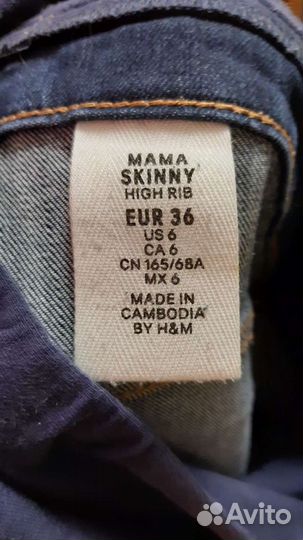 MAMA
SKINNY
HIGH RIB
EUR 36
US 6
CA 6
CN 165/68A
MX 6
MADE IN
CAMBODIA
BY H&M
Avito